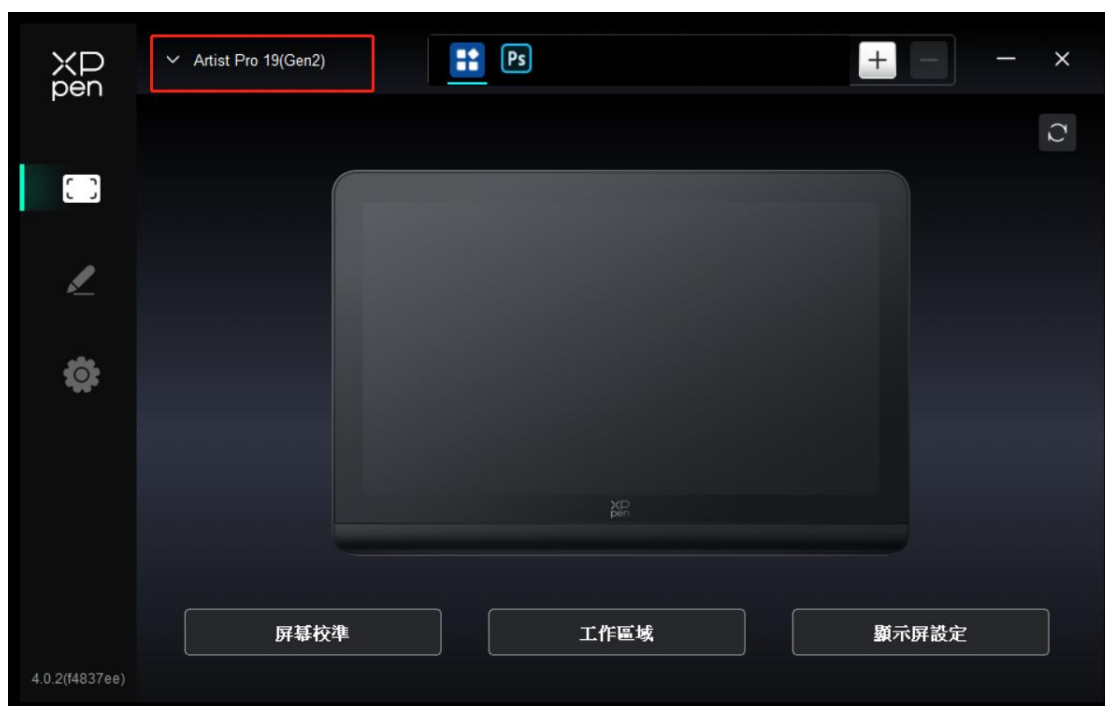 XP
pen
Artist Pro 19(Gen2)
Ps
XP
pen
屏幕校準
工作區域
顯示屏設定
4.0.2(f4837ee)